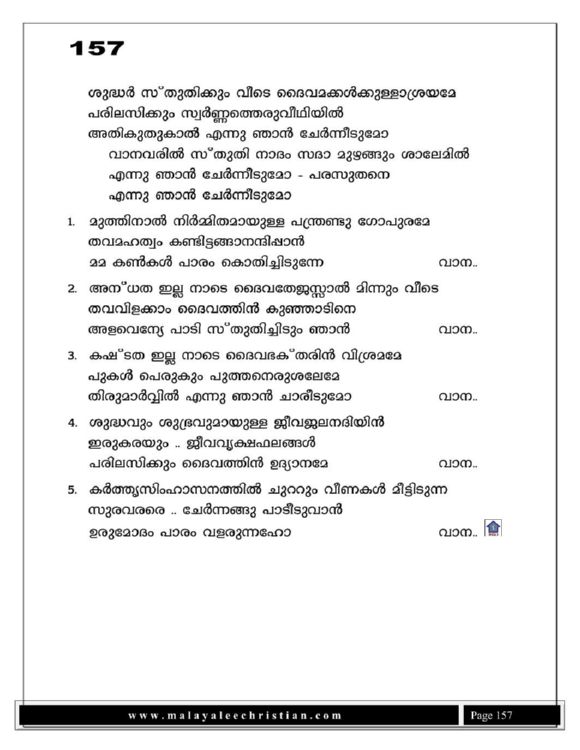 157
ശുദ്ധർ സ്തുതിക്കും വീടെ ദൈവമക്കൾക്കുള്ളാശ്രയമേ
പരിലസിക്കും സ്വർണ്ണത്തെരുവീഥിയിൽ
അതികുതുകാൽ എന്നു ഞാൻ ചേർന്നീടുമോ
വാനവരിൽ സ്തുതി നാദം സദാ മുഴങ്ങും ശാലേമിൽ
എന്നു ഞാൻ ചേർന്നീടുമോ - പരസുതനെ
എന്നു ഞാൻ ചേർന്നീടുമോ
1. മുത്തിനാൽ നിർമ്മിതമായുള്ള പന്ത്രണ്ടു ഗോപുരമേ
തവമഹത്വം കണ്ടിട്ടങ്ങാനന്ദിപ്പാൻ
മമ കൺകൾ പാരം കൊതിച്ചിടുന്നേ വാന..
2. അന്ധത ഇല്ല നാടെ ദൈവതേജസ്സാൽ മിന്നും വീടെ
തവവിളക്കാം ദൈവത്തിൻ കുഞ്ഞാടിനെ
അളവെന്യേ പാടി സ്തുതിച്ചിടും ഞാൻ വാന..
3. കഷ്ടത ഇല്ല നാടെ ദൈവഭക്തരിൻ വിശ്രമമേ
പുകൾ പെരുകും പുത്തനെരുശലേമേ
തിരുമാർവ്വിൽ എന്നു ഞാൻ ചാരീടുമോ വാന..
4. ശുദ്ധവും ശുഭ്രവുമായുള്ള ജീവജലനദിയിൻ
ഇരുകരയും .. ജീവവൃക്ഷഫലങ്ങൾ
പരിലസിക്കും ദൈവത്തിൻ ഉദ്യാനമേ വാന..
5. കർത്തൃസിംഹാസനത്തിൽ ചുററും വീണകൾ മീട്ടിടുന്ന
സുരവരരെ .. ചേർന്നങ്ങു പാടീടുവാൻ
ഉരുമോദം പാരം വളരുന്നഹോ വാന..
www.malayaleechristian.com Page 157